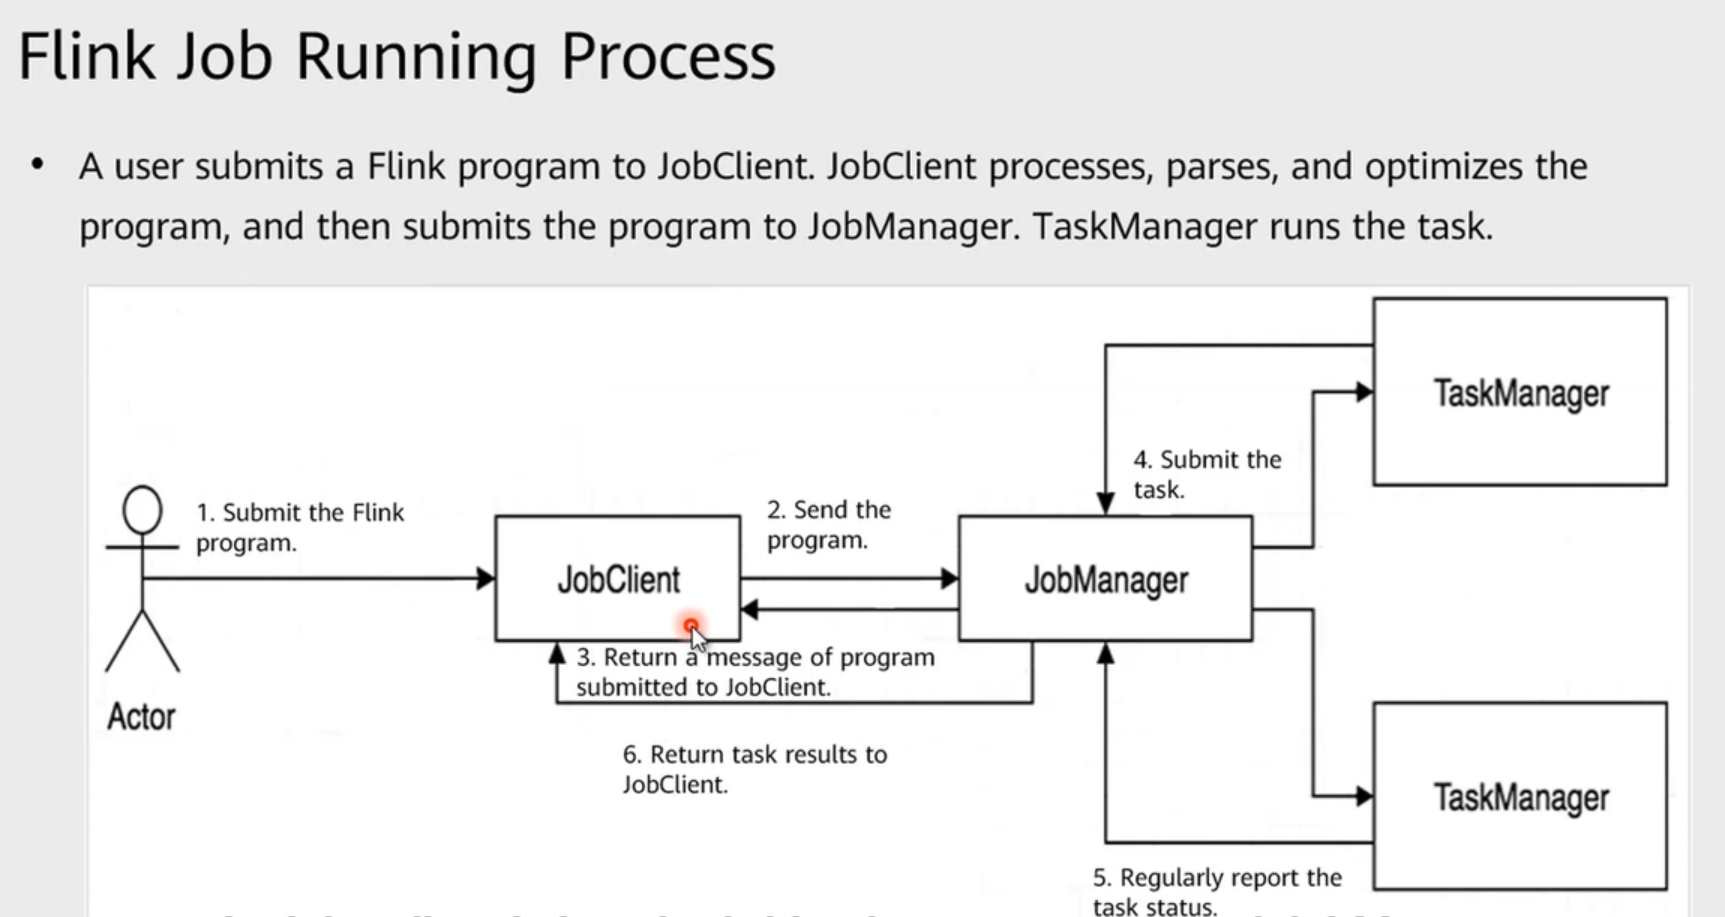 Flink Job Running Process
• A user submits a Flink program to JobClient. JobClient processes, parses, and optimizes the
program, and then submits the program to JobManager. TaskManager runs the task.
TaskManager
4. Submit the
task.
1. Submit the Flink
program.
2. Send the
program.
JobClient
JobManager
3. Return a message of program
submitted to JobClient.
Actor
6. Return task results to
JobClient.
TaskManager
5. Regularly report the
task status.